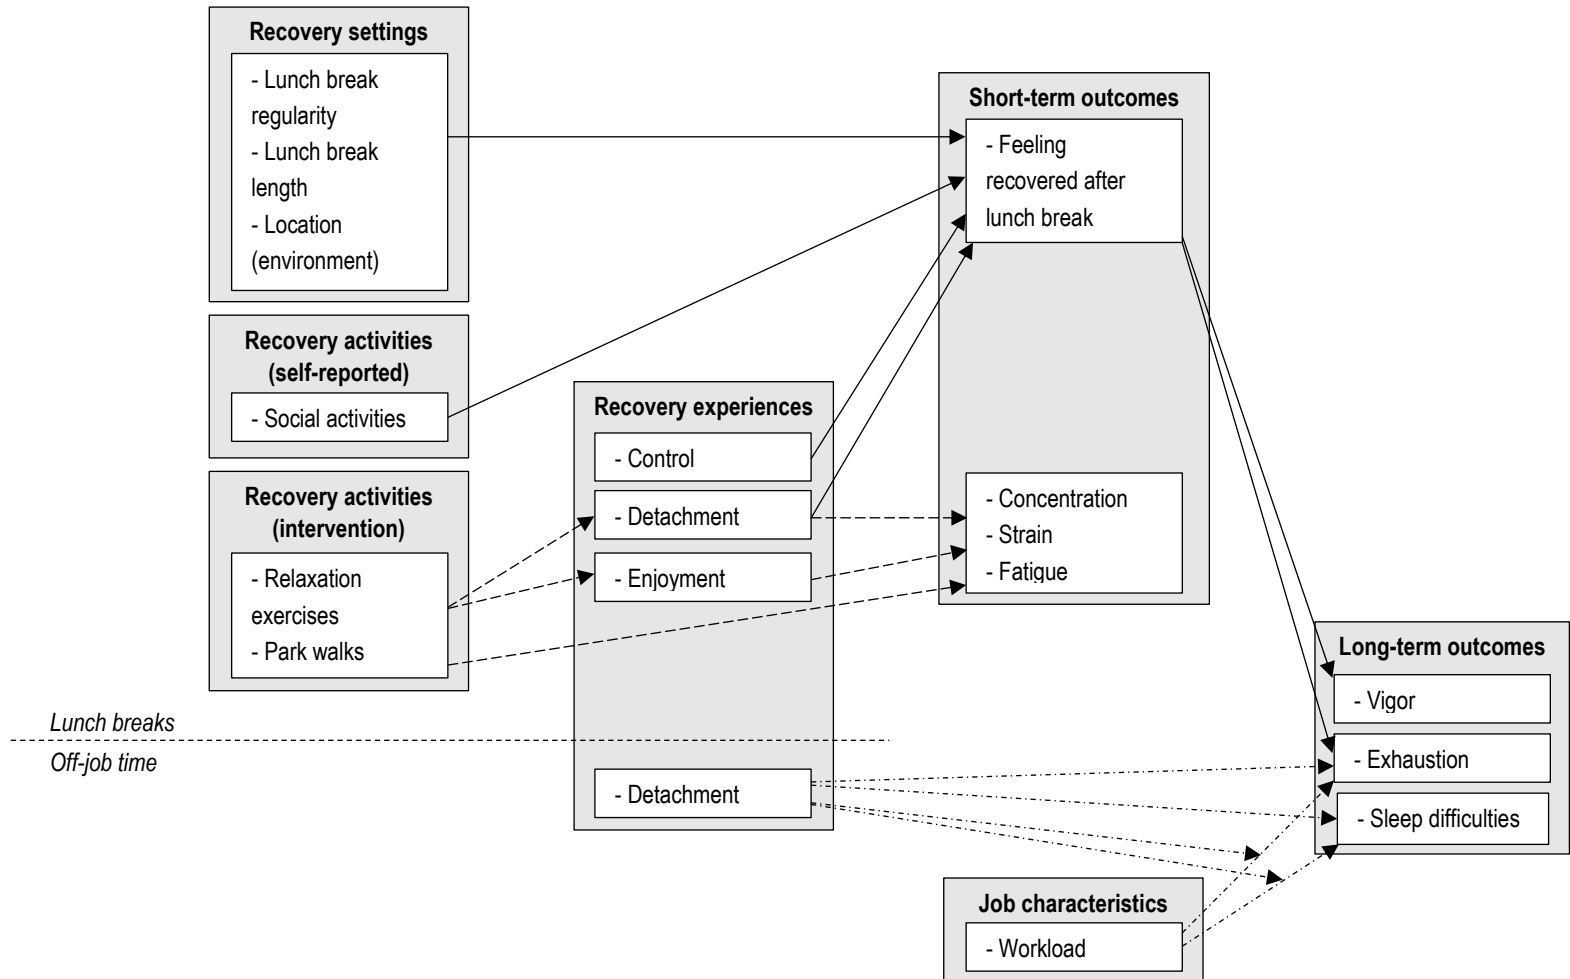 Recovery settings
- Lunch break
regularity
- Lunch break
length
- Location
(environment)
Recovery activities
(self-reported)
- Social activities
Recovery activities
(intervention)
- Relaxation
exercises
- Park walks
Lunch breaks
Off-job time
Recovery experiences
- Control
- Detachment
- Enjoyment
- Detachment
Short-term outcomes
- Feeling
recovered after
lunch break
- Concentration
- Strain
- Fatigue
Job characteristics
- Workload
Long-term outcomes
- Vigor
- Exhaustion
- Sleep difficulties